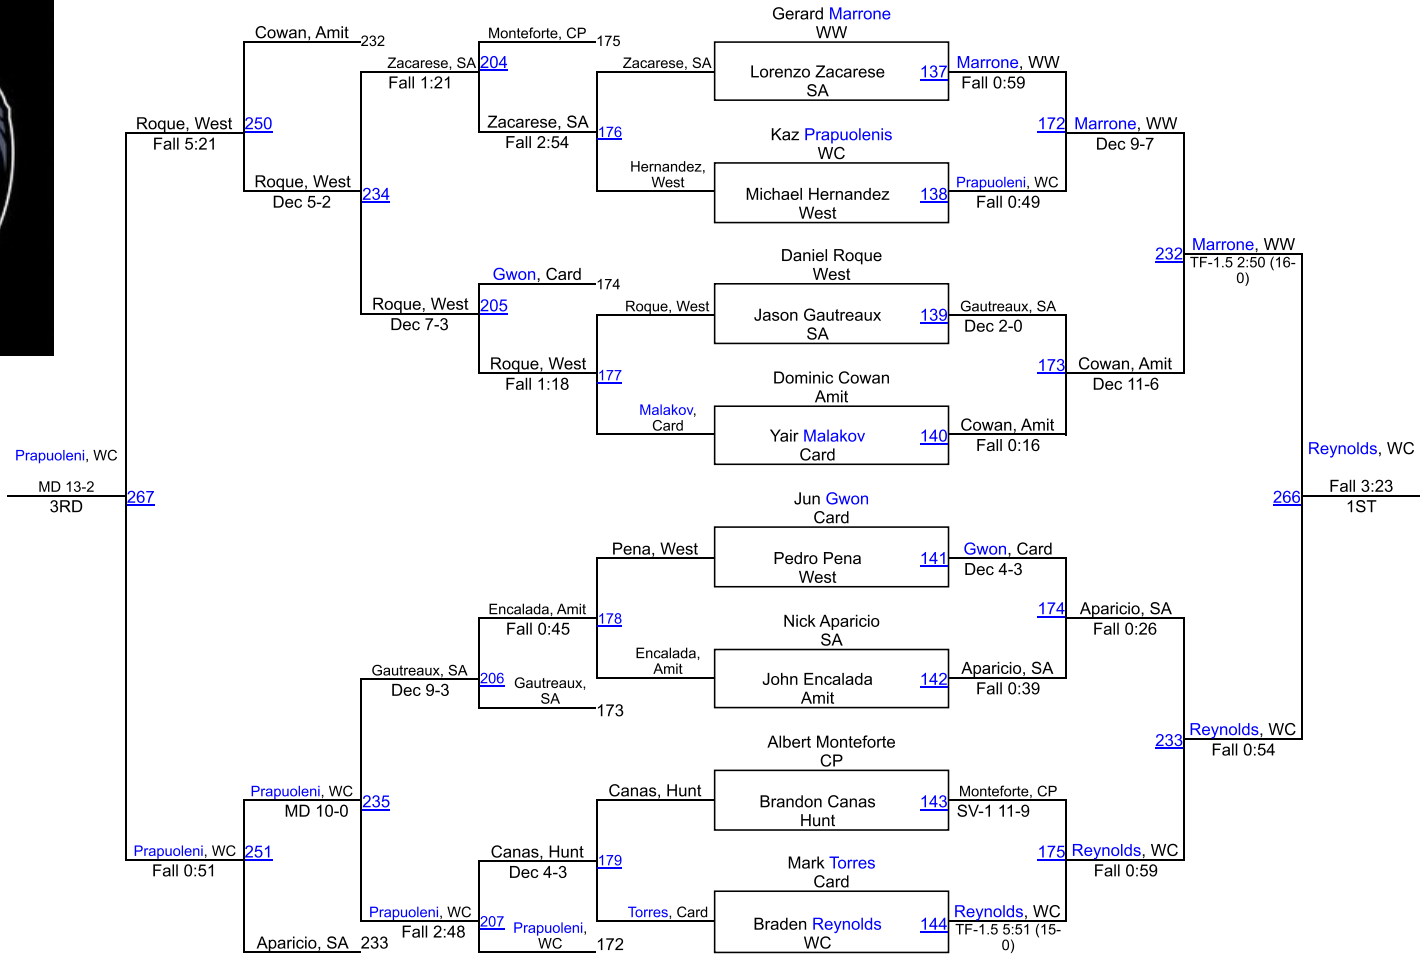 Gerard Marrone
WW
Lorenzo Zacarese
SA
137
Kaz Prapuolenis
WC
Michael Hernandez
West
138
Daniel Roque
West
Jason Gautreaux
SA
139
Dominic Cowan
Amit
Yair Malakov
Card
140
Jun Gwon
Card
Pedro Pena
West
141
Nick Aparicio
SA
John Encalada
Amit
142
Albert Monteforte
CP
Brandon Canas
Hunt
143
Mark Torres
Card
Braden Reynolds
WC
144
Marrone, WW
Fall 0:59
Prapuoleni, WC
Fall 0:49
Gautreaux, SA
Dec 2-0
Cowan, Amit
Fall 0:16
Gwon, Card
Dec 4-3
Aparicio, SA
Fall 0:39
Monteforte, CP
SV-1 11-9
Reynolds, WC
TF-1.5 5:51 (15-
0)
172
Marrone, WW
Dec 9-7
173
Cowan, Amit
Dec 11-6
174
Aparicio, SA
Fall 0:26
175
Reynolds, WC
Fall 0:59
232
Marrone, WW
TF-1.5 2:50 (16-
0)
233
Reynolds, WC
Fall 0:54
266
Reynolds, WC
Fall 3:23
1ST
Zacarese, SA
Hernandez,
West
176
Roque, West
Malakov,
Card
177
Pena, West
Encalada,
Amit
178
Canas, Hunt
Torres, Card
179
Monteforte, CP
175
Zacarese, SA
Fall 2:54
204
Gwon, Card
174
Roque, West
Fall 1:18
205
Encalada, Amit
Fall 0:45
206
Gautreaux,
SA
173
Canas, Hunt
Dec 4-3
207
Prapuoleni,
WC
172
Zacarese, SA
Fall 1:21
Roque, West
Dec 7-3
234
Gautreaux, SA
Dec 9-3
Prapuoleni, WC
Fall 2:48
235
Cowan, Amit
232
Roque, West
Dec 5-2
250
Prapuoleni, WC
MD 10-0
251
Aparicio, SA
233
Roque, West
Fall 5:21
Prapuoleni, WC
Fall 0:51
267
Prapuoleni, WC
MD 13-2
3RD